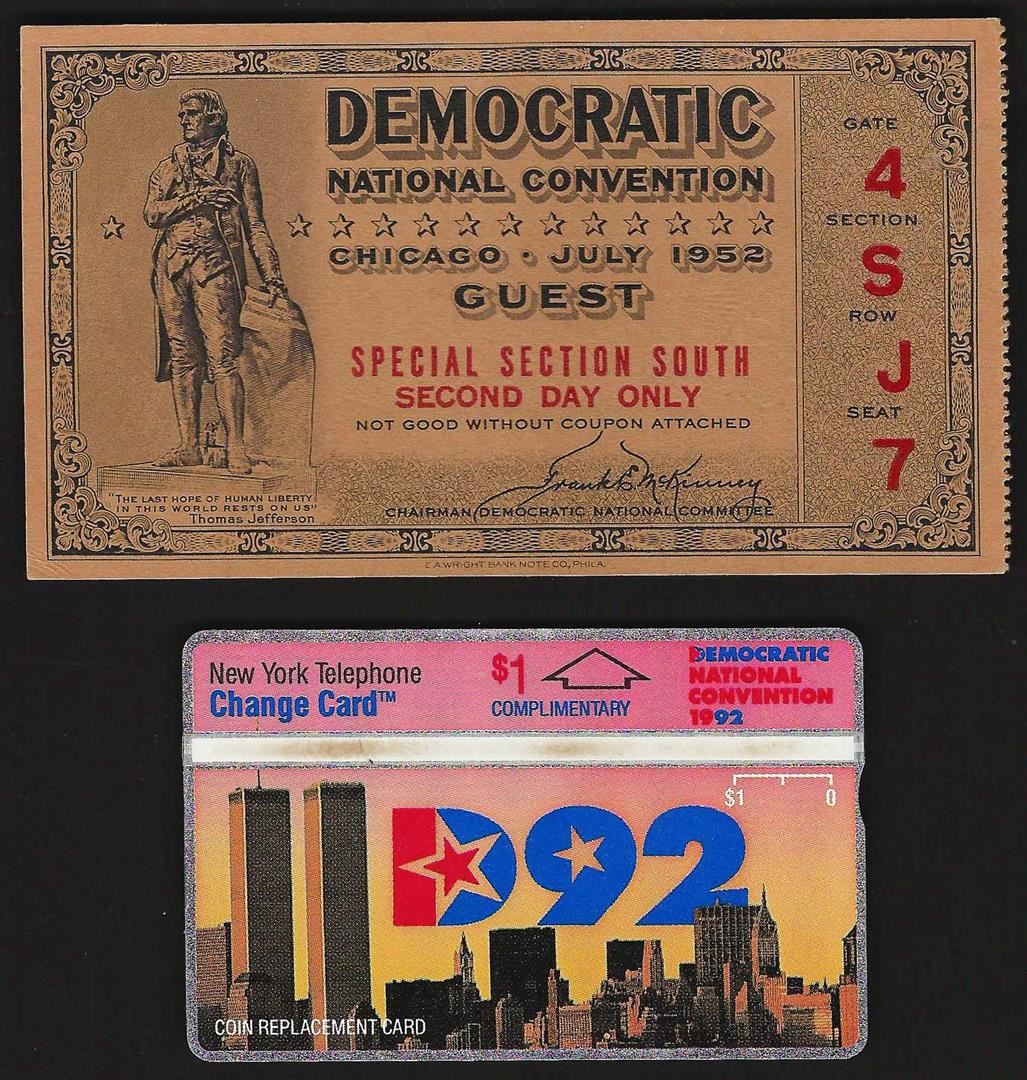 DEMOCRATIC
NATIONAL CONVENTION
CHICAGO · JULY 1952
GUEST
SPECIAL SECTION SOUTH
SECOND DAY ONLY
NOT GOOD WITHOUT COUPON ATTACHED
Frank E. McKinney
CHAIRMAN, DEMOCRATIC NATIONAL COMMITTEE
"THE LAST HOPE OF HUMAN LIBERTY
IN THIS WORLD RESTS ON US"
Thomas Jefferson
GATE
4
SECTION
S
ROW
J
SEAT
7
E. A. WRIGHT BANK NOTE CO., PHILA.
New York Telephone
Change Card™
$1
COMPLIMENTARY
DEMOCRATIC
NATIONAL
CONVENTION
1992
$1 0
D92
COIN REPLACEMENT CARD